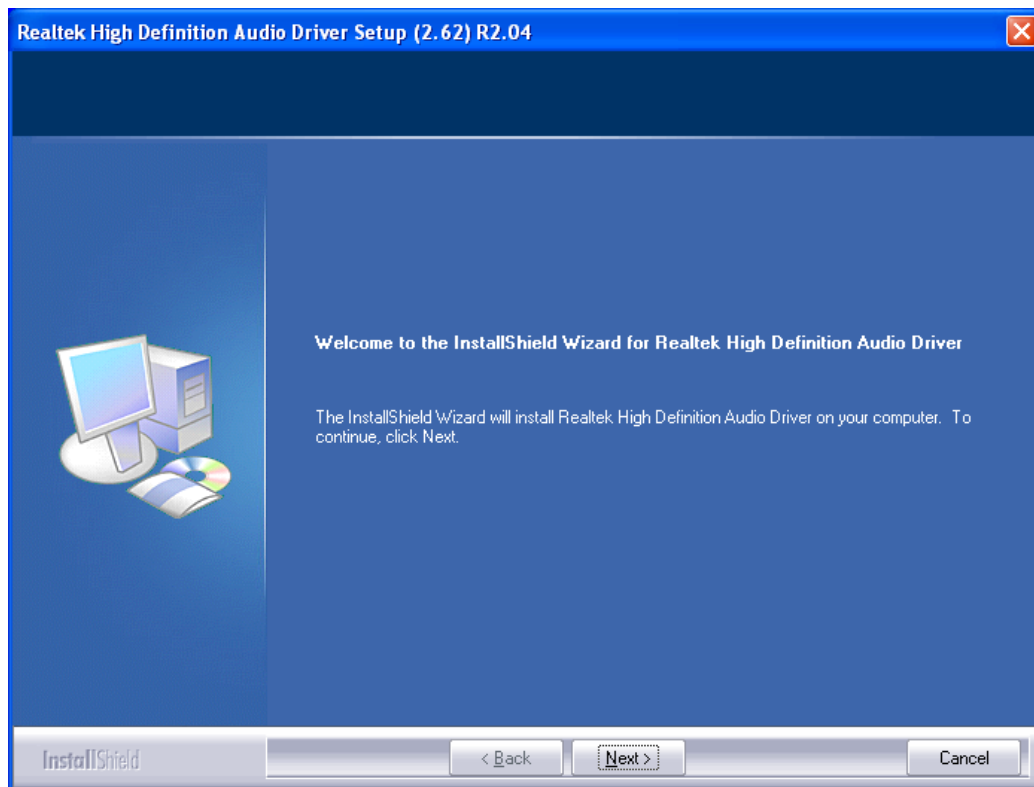 Realtek High Definition Audio Driver Setup (2.62) R2.04
Welcome to the InstallShield Wizard for Realtek High Definition Audio Driver
The InstallShield Wizard will install Realtek High Definition Audio Driver on your computer. To
continue, click Next.
InstallShield
< Back
Next >
Cancel